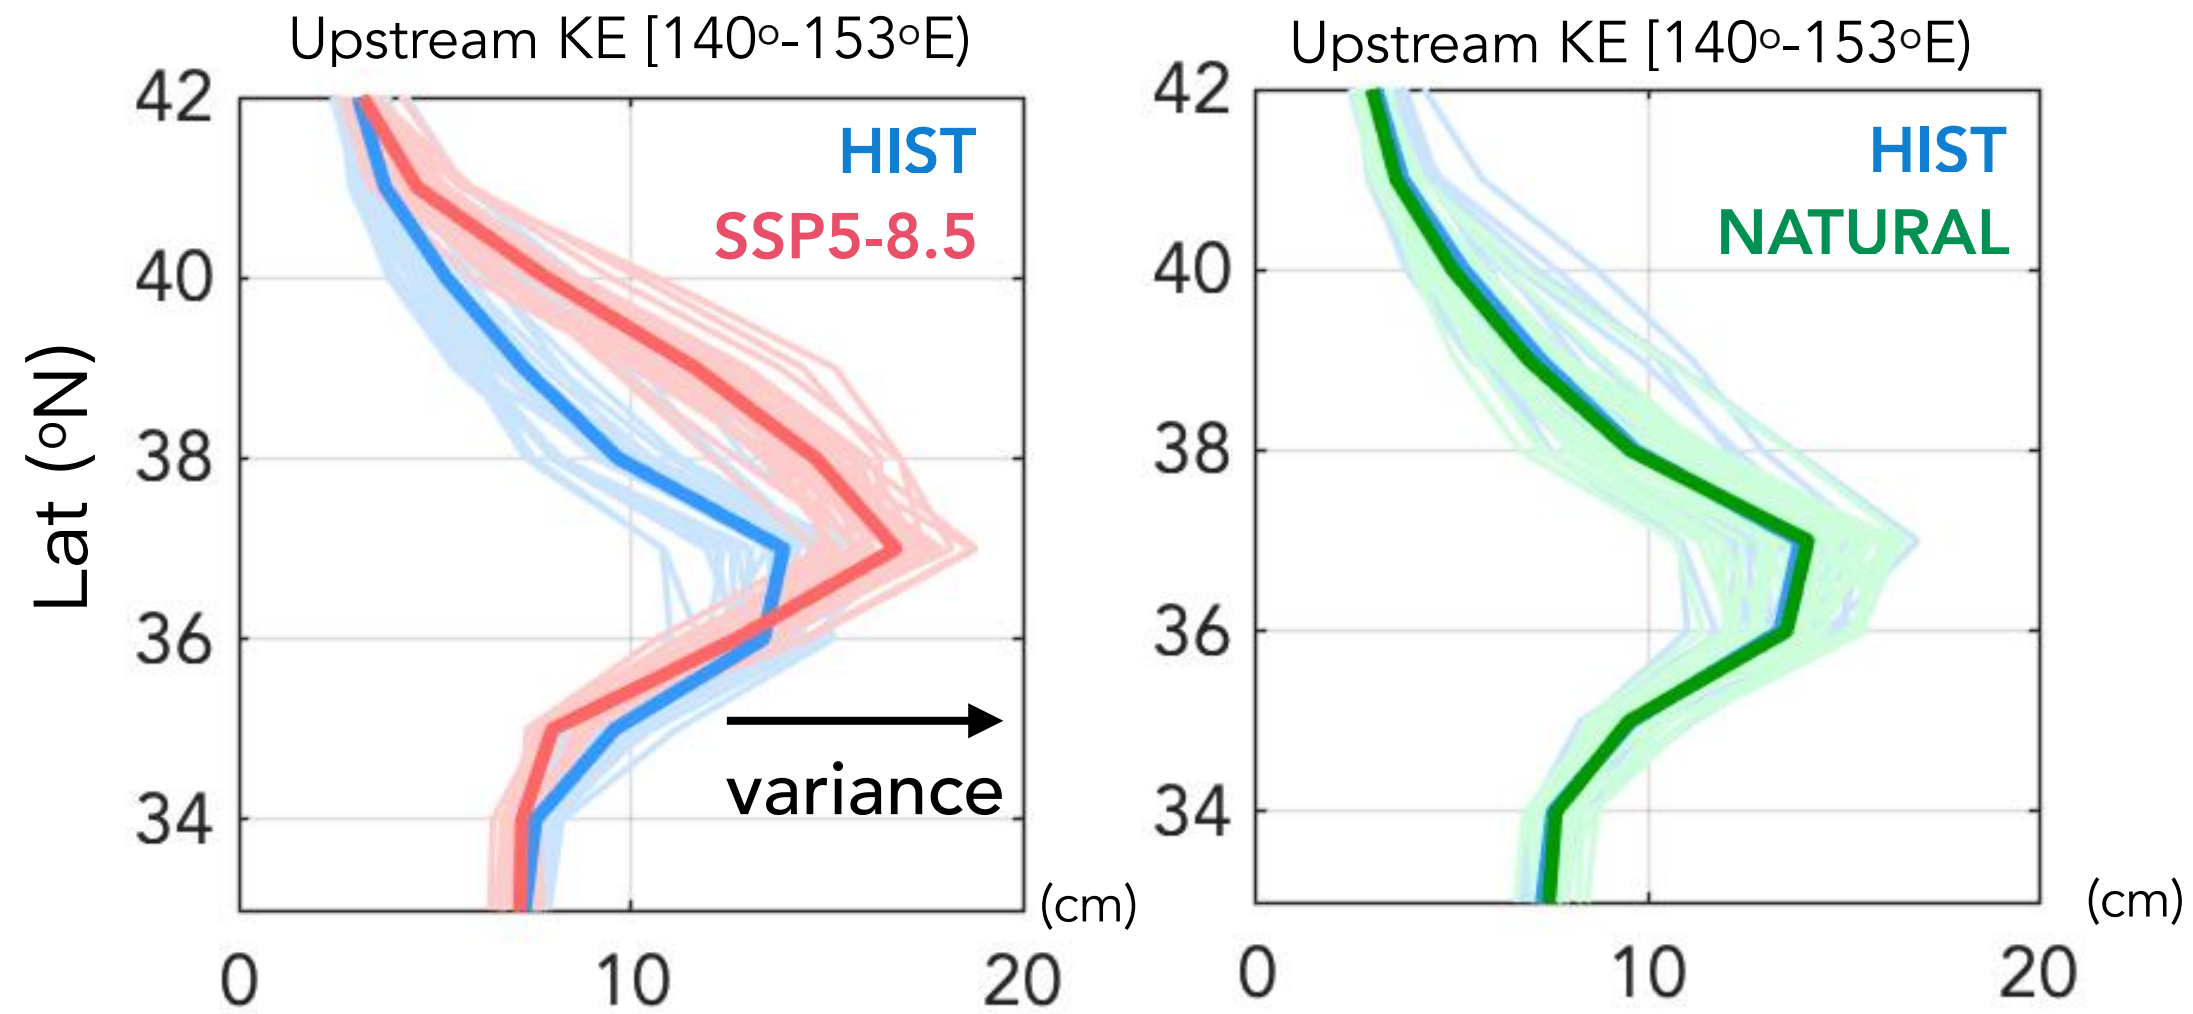 Upstream KE [140º-153ºE)
42
40
38
36
34
Lat (ºN)
HIST
SSP5-8.5
variance
(cm)
0 10 20
Upstream KE [140º-153ºE)
42
40
38
36
34
HIST
NATURAL
(cm)
0 10 20